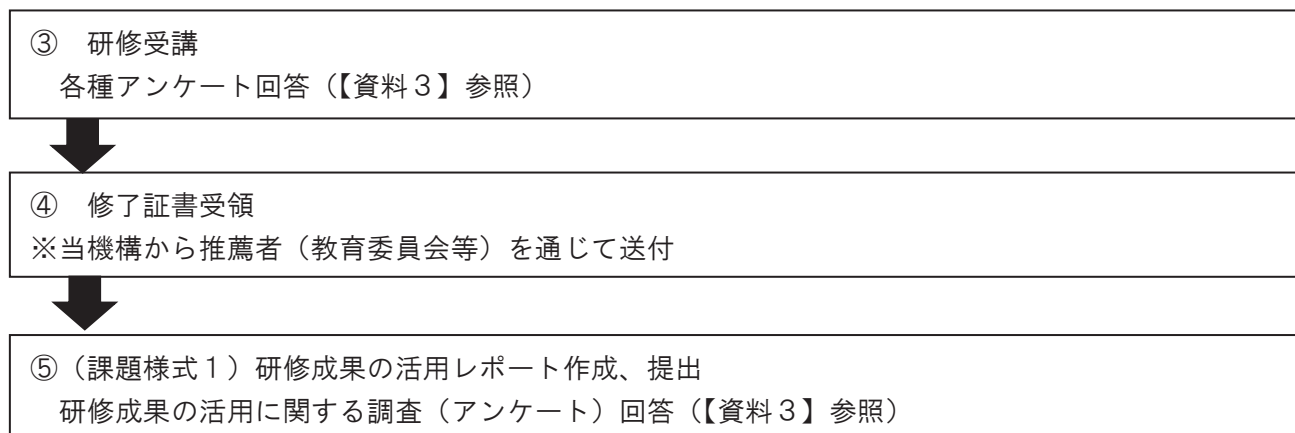 ③　研修受講
各種アンケート回答（【資料３】参照）
④　修了証書受領
※当機構から推薦者（教育委員会等）を通じて送付
⑤（課題様式１）研修成果の活用レポート作成、提出
研修成果の活用に関する調査（アンケート）回答（【資料３】参照）